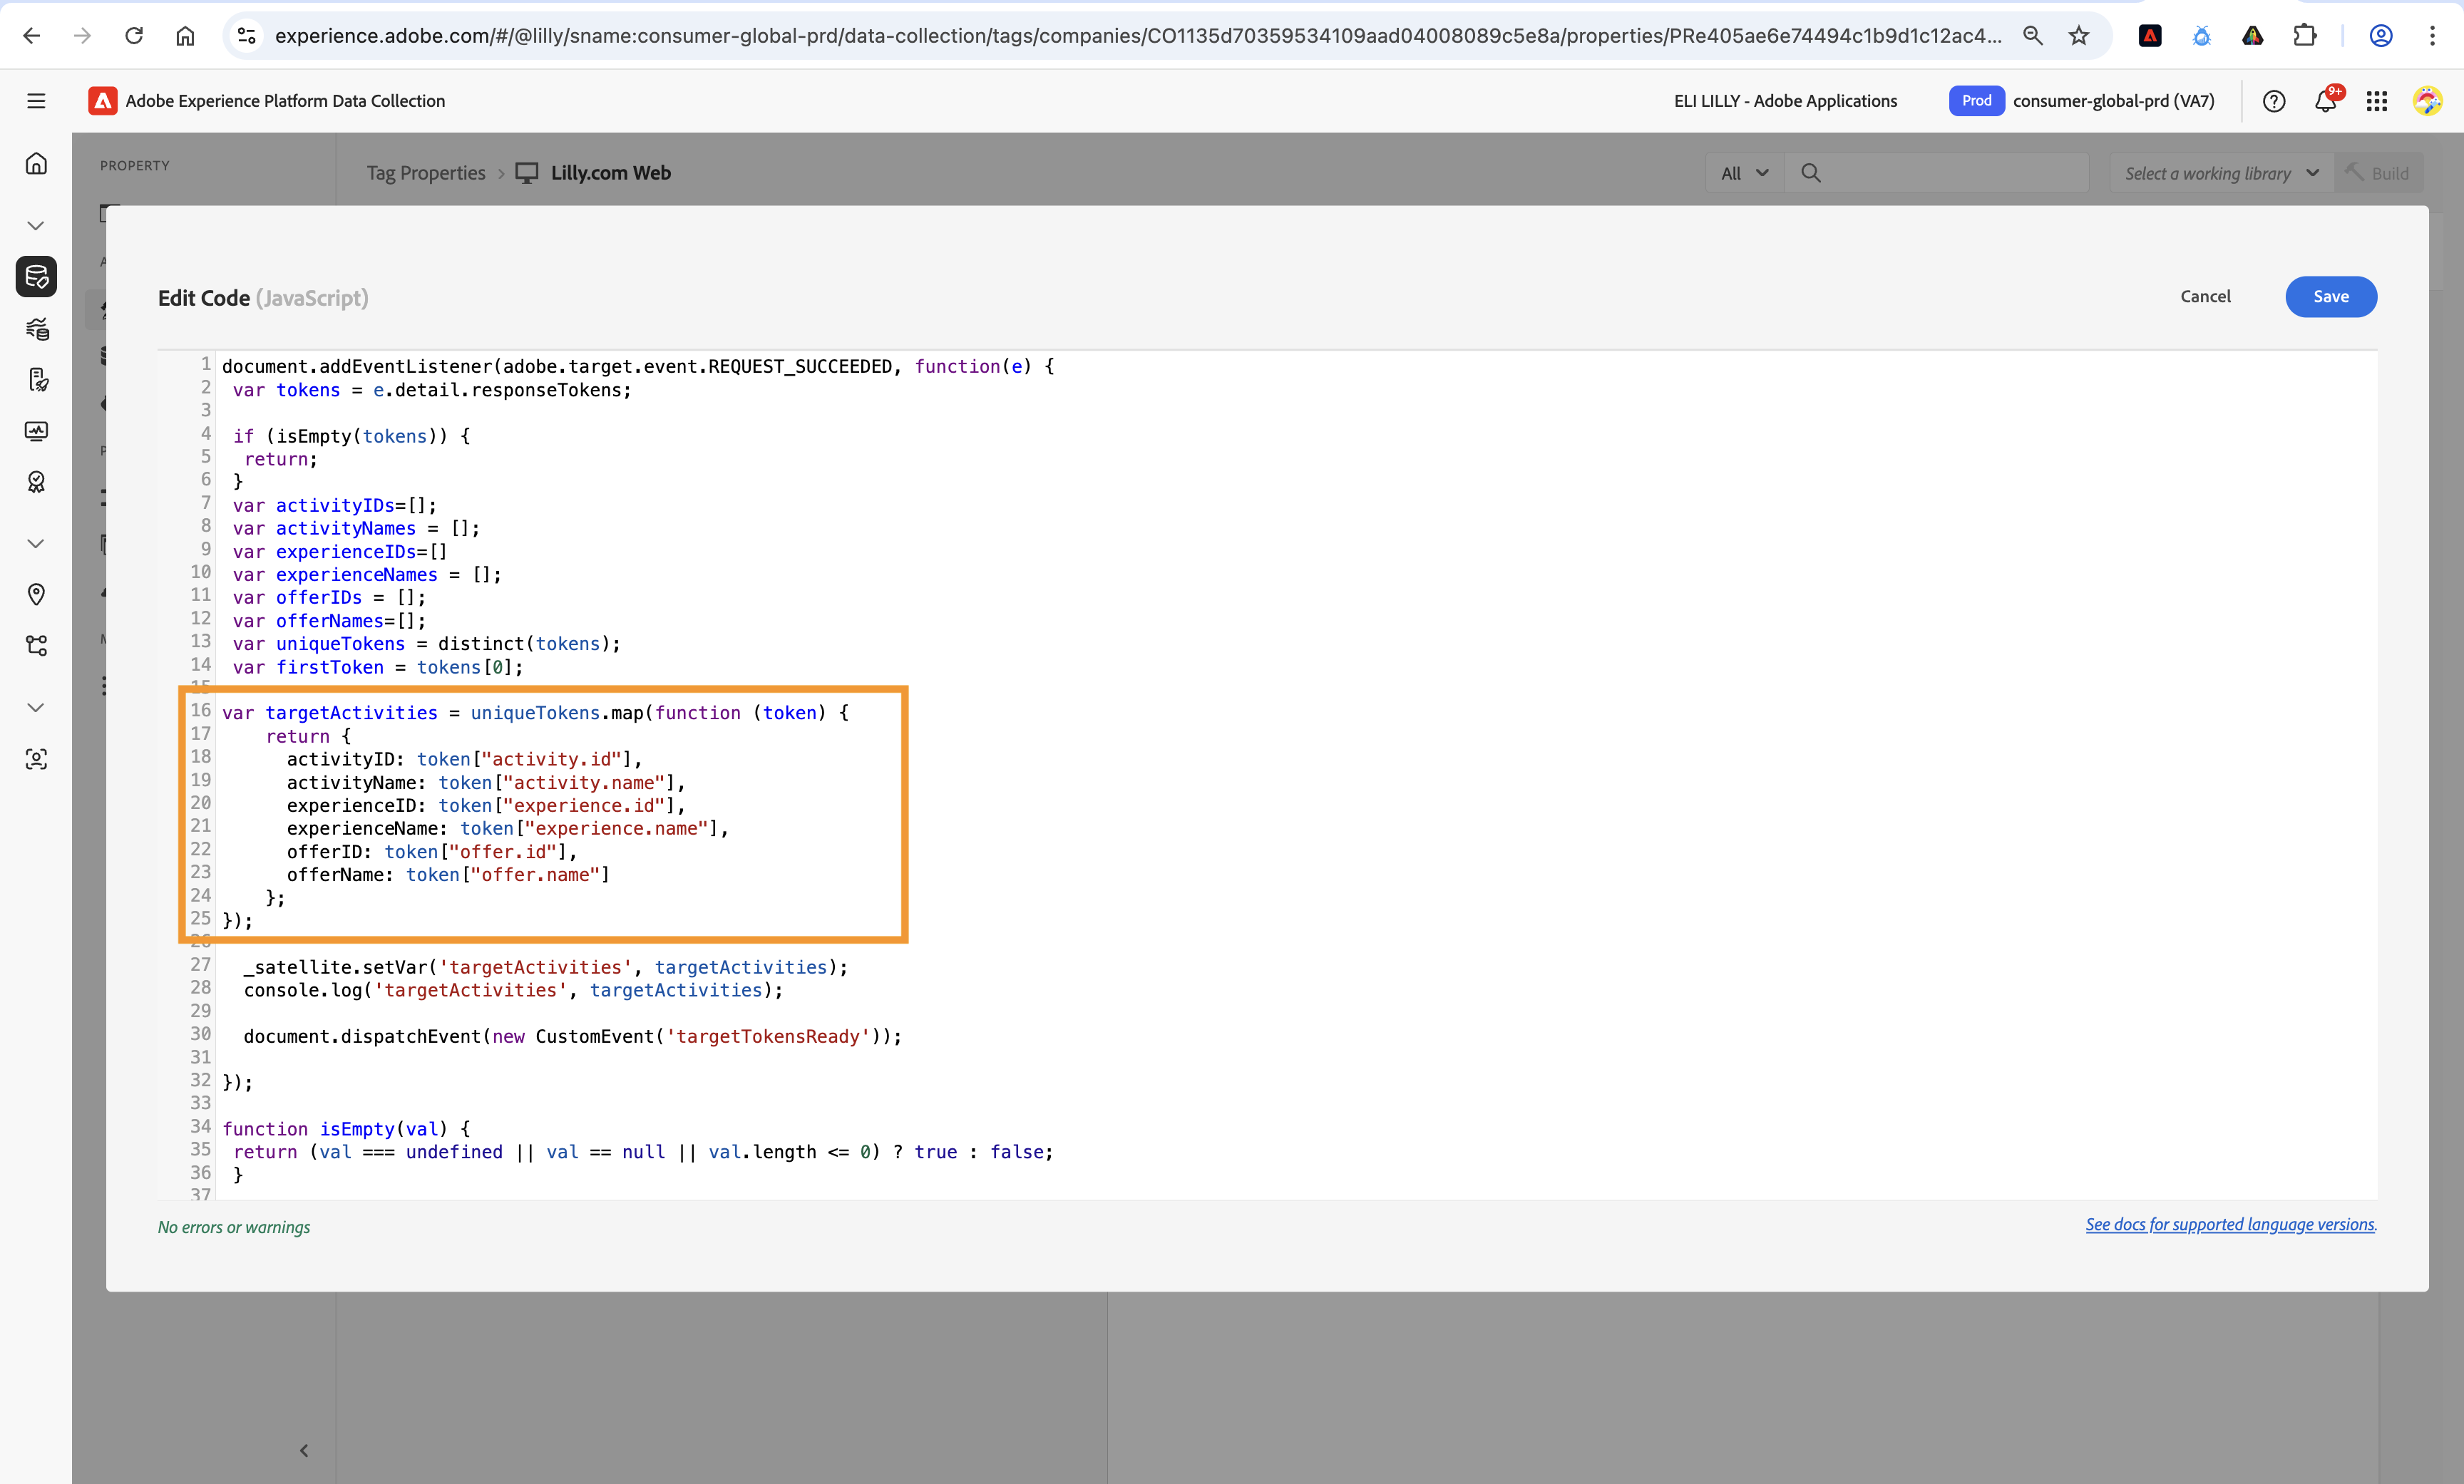 experience.adobe.com/#/@lilly/sname:consumer-global-prd/data-collection/tags/companies/CO1135d70359534109aad04008089c5e8a/properties/PRe405ae6e74494c1b9d1c12ac4...
Adobe Experience Platform Data Collection
ELI LILLY - Adobe Applications
Prod
consumer-global-prd (VA7)
9+
PROPERTY
Tag Properties > Lilly.com Web
All
Select a working library
Build
Edit Code (JavaScript)
Cancel
Save
1 document.addEventListener(adobe.target.event.REQUEST_SUCCEEDED, function(e) {
2 var tokens = e.detail.responseTokens;
3
4 if (isEmpty(tokens)) {
5 return;
6 }
7 var activityIDs=[];
8 var activityNames = [];
9 var experienceIDs=[]
10 var experienceNames = [];
11 var offerIDs = [];
12 var offerNames=[];
13 var uniqueTokens = distinct(tokens);
14 var firstToken = tokens[0];
15
16 var targetActivities = uniqueTokens.map(function (token) {
17 return {
18 activityID: token["activity.id"],
19 activityName: token["activity.name"],
20 experienceID: token["experience.id"],
21 experienceName: token["experience.name"],
22 offerID: token["offer.id"],
23 offerName: token["offer.name"]
24 };
25 });
26
27 _satellite.setVar('targetActivities', targetActivities);
28 console.log('targetActivities', targetActivities);
29
30 document.dispatchEvent(new CustomEvent('targetTokensReady'));
31
32 });
33
34 function isEmpty(val) {
35 return (val === undefined || val == null || val.length <= 0) ? true : false;
36 }
37
No errors or warnings
See docs for supported language versions.